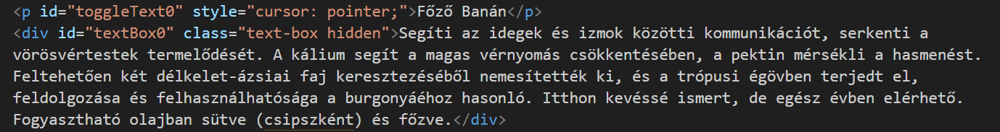 <p id="toggleText0" style="cursor: pointer;">Főző Banán</p>
<div id="textBox0" class="text-box hidden">Segíti az idegek és izmok közötti kommunikációt, serkenti a
vörösvértestek termelődését. A kálium segít a magas vérnyomás csökkentésében, a pektin mérsékli a hasmenést.
Feltehetően két délkelet-ázsiai faj keresztezéséből nemesítették ki, és a trópusi égövben terjedt el,
feldolgozása és felhasználhatósága a burgonyáéhoz hasonló. Itthon kevéssé ismert, de egész évben elérhető.
Fogyasztható olajban sütve (csipszként) és főzve.</div>